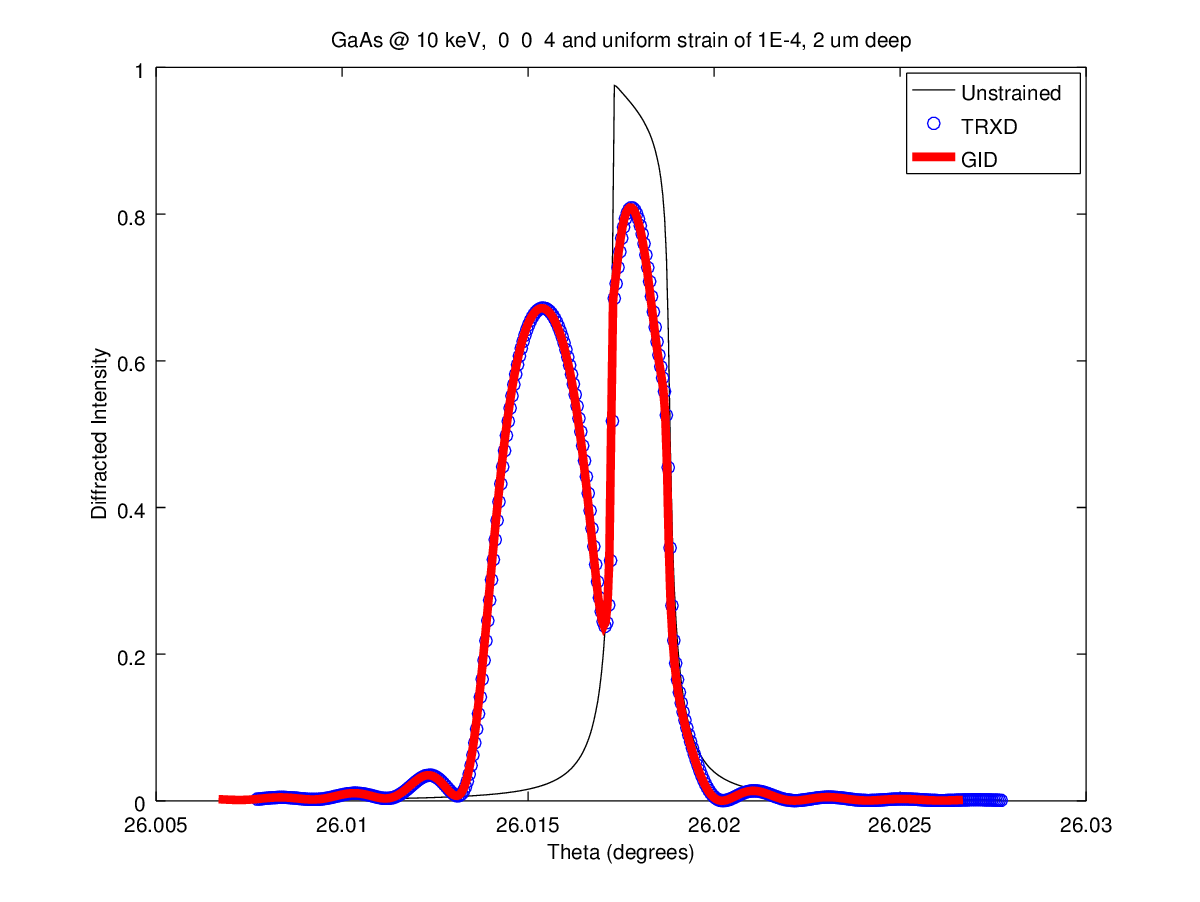 GaAs @ 10 keV,  0  0  4 and uniform strain of 1E-4, 2 um deep
Unstrained
TRXD
GID
Diffracted Intensity
1
0.8
0.6
0.4
0.2
0
26.005 26.01 26.015 26.02 26.025 26.03
Theta (degrees)